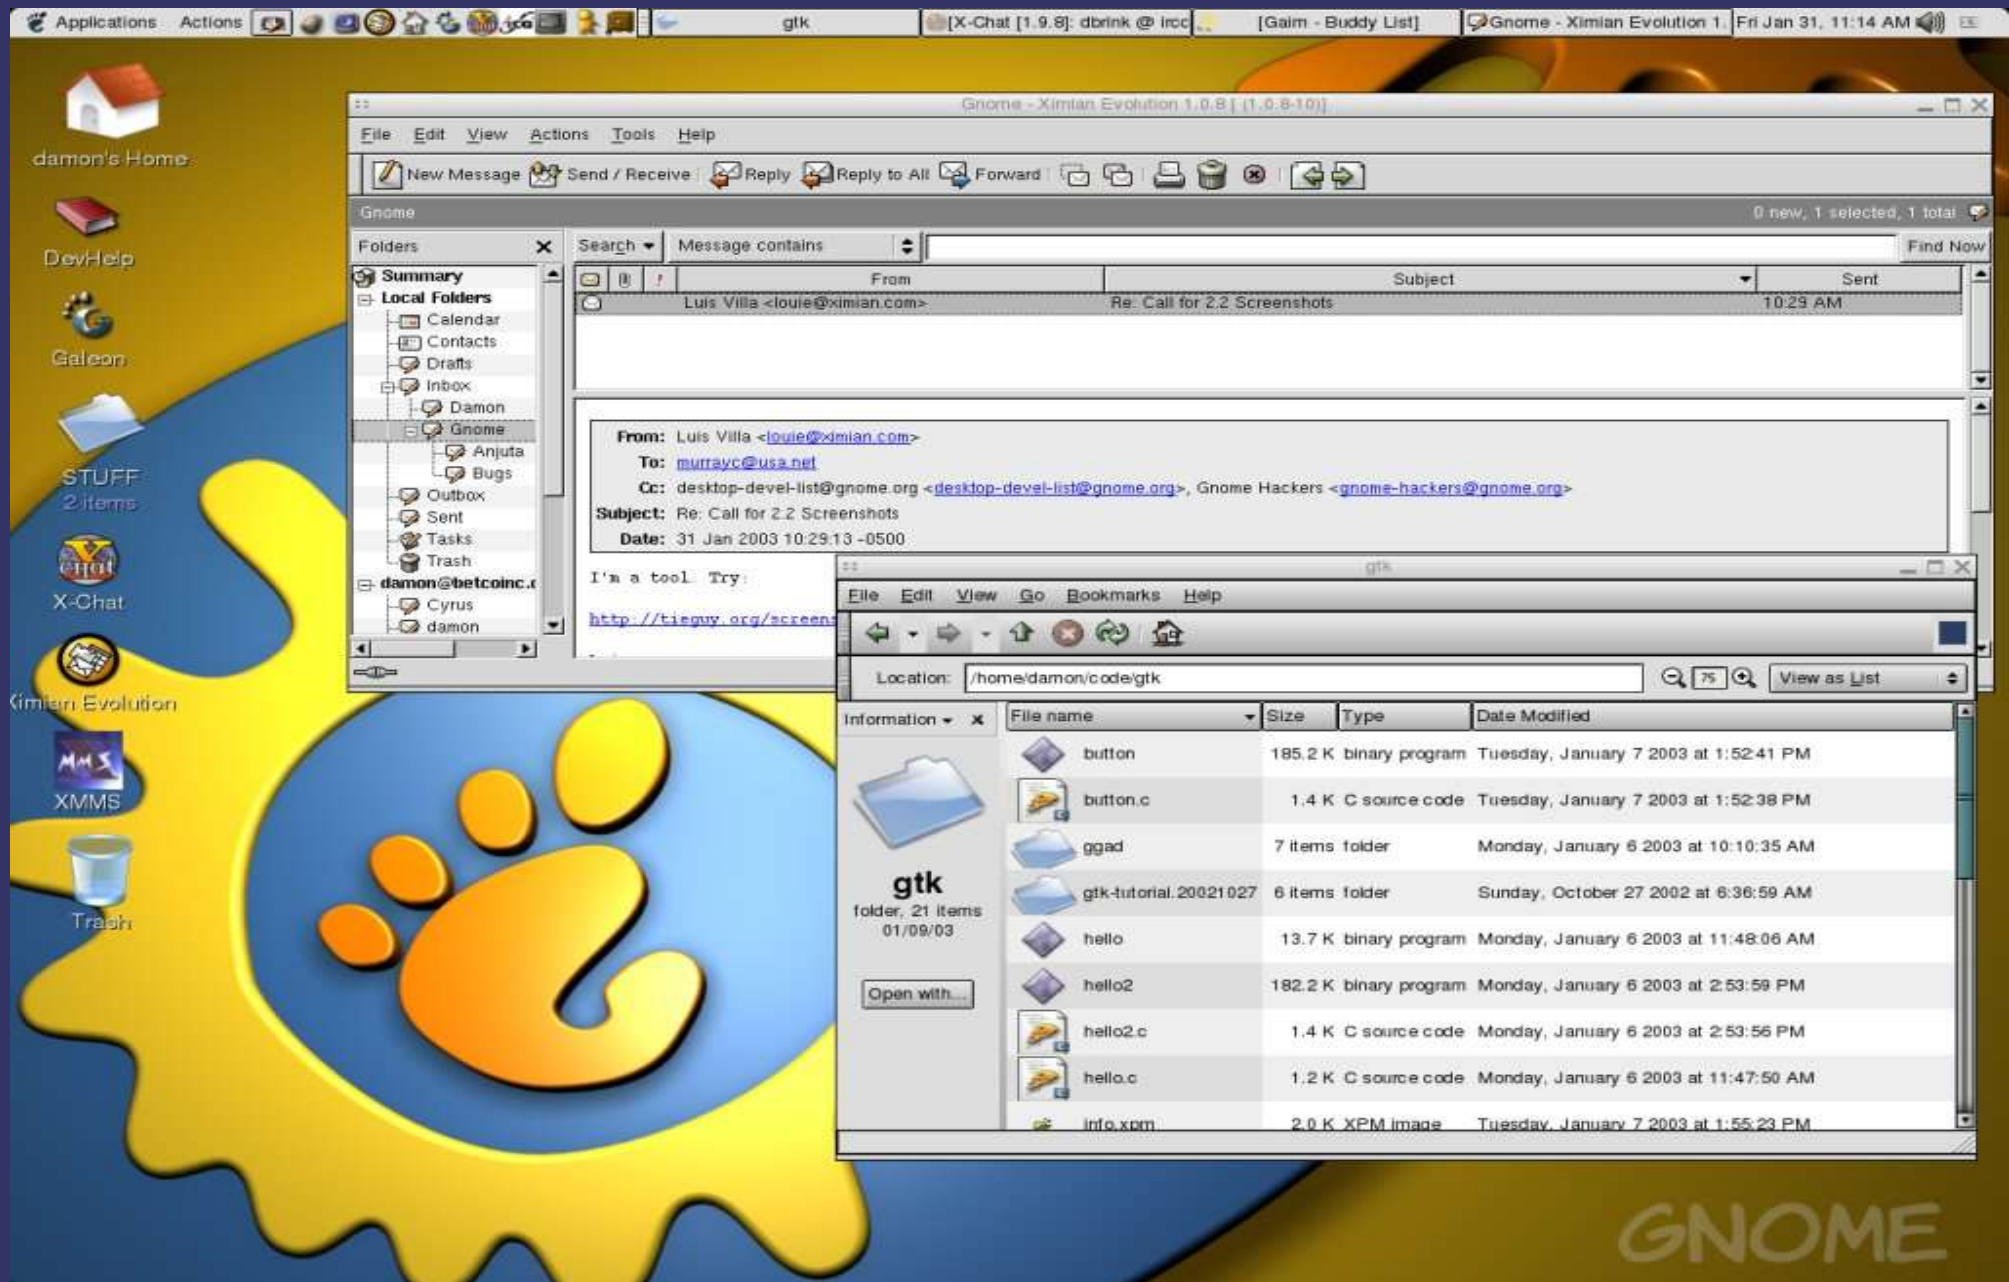 Applications Actions gtk [X-Chat [1.9.8]: dbrink @ irc [Gaim - Buddy List] Gnome - Ximian Evolution 1. Fri Jan 31, 11:14 AM
damon's Home
DevHelp
Galeon
STUFF
2 items
X-Chat
Ximian Evolution
XMMS
Trash
Gnome - Ximian Evolution 1.0.8 [ (1.0.8-10)]
File Edit View Actions Tools Help
New Message Send / Receive Reply Reply to All Forward
Gnome 0 new, 1 selected, 1 total
Folders
Search Message contains Find Now
Summary
Local Folders
Calendar
Contacts
Drafts
Inbox
Damon
Gnome
Anjuta
Bugs
Outbox
Sent
Tasks
Trash
damon@betcoinc.c
Cyrus
damon
From Subject Sent
Luis Villa <louie@ximian.com> Re: Call for 2.2 Screenshots 10:29 AM
From: Luis Villa <louie@ximian.com>
To: murrayc@usa.net
Cc: desktop-devel-list@gnome.org <desktop-devel-list@gnome.org>, Gnome Hackers <gnome-hackers@gnome.org>
Subject: Re: Call for 2.2 Screenshots
Date: 31 Jan 2003 10:29:13 -0500
I'm a tool. Try:
http://tieguy.org/screens
gtk
File Edit View Go Bookmarks Help
Location: /home/damon/code/gtk 75 View as List
Information
gtk
folder, 21 items
01/09/03
Open with...
File name Size Type Date Modified
button 185.2 K binary program Tuesday, January 7 2003 at 1:52:41 PM
button.c 1.4 K C source code Tuesday, January 7 2003 at 1:52:38 PM
ggad 7 items folder Monday, January 6 2003 at 10:10:35 AM
gtk-tutorial.20021027 6 items folder Sunday, October 27 2002 at 6:36:59 AM
hello 13.7 K binary program Monday, January 6 2003 at 11:48:06 AM
hello2 182.2 K binary program Monday, January 6 2003 at 2:53:59 PM
hello2.c 1.4 K C source code Monday, January 6 2003 at 2:53:56 PM
hello.c 1.2 K C source code Monday, January 6 2003 at 11:47:50 AM
info.xpm 2.0 K XPM image Tuesday, January 7 2003 at 1:55:23 PM
GNOME